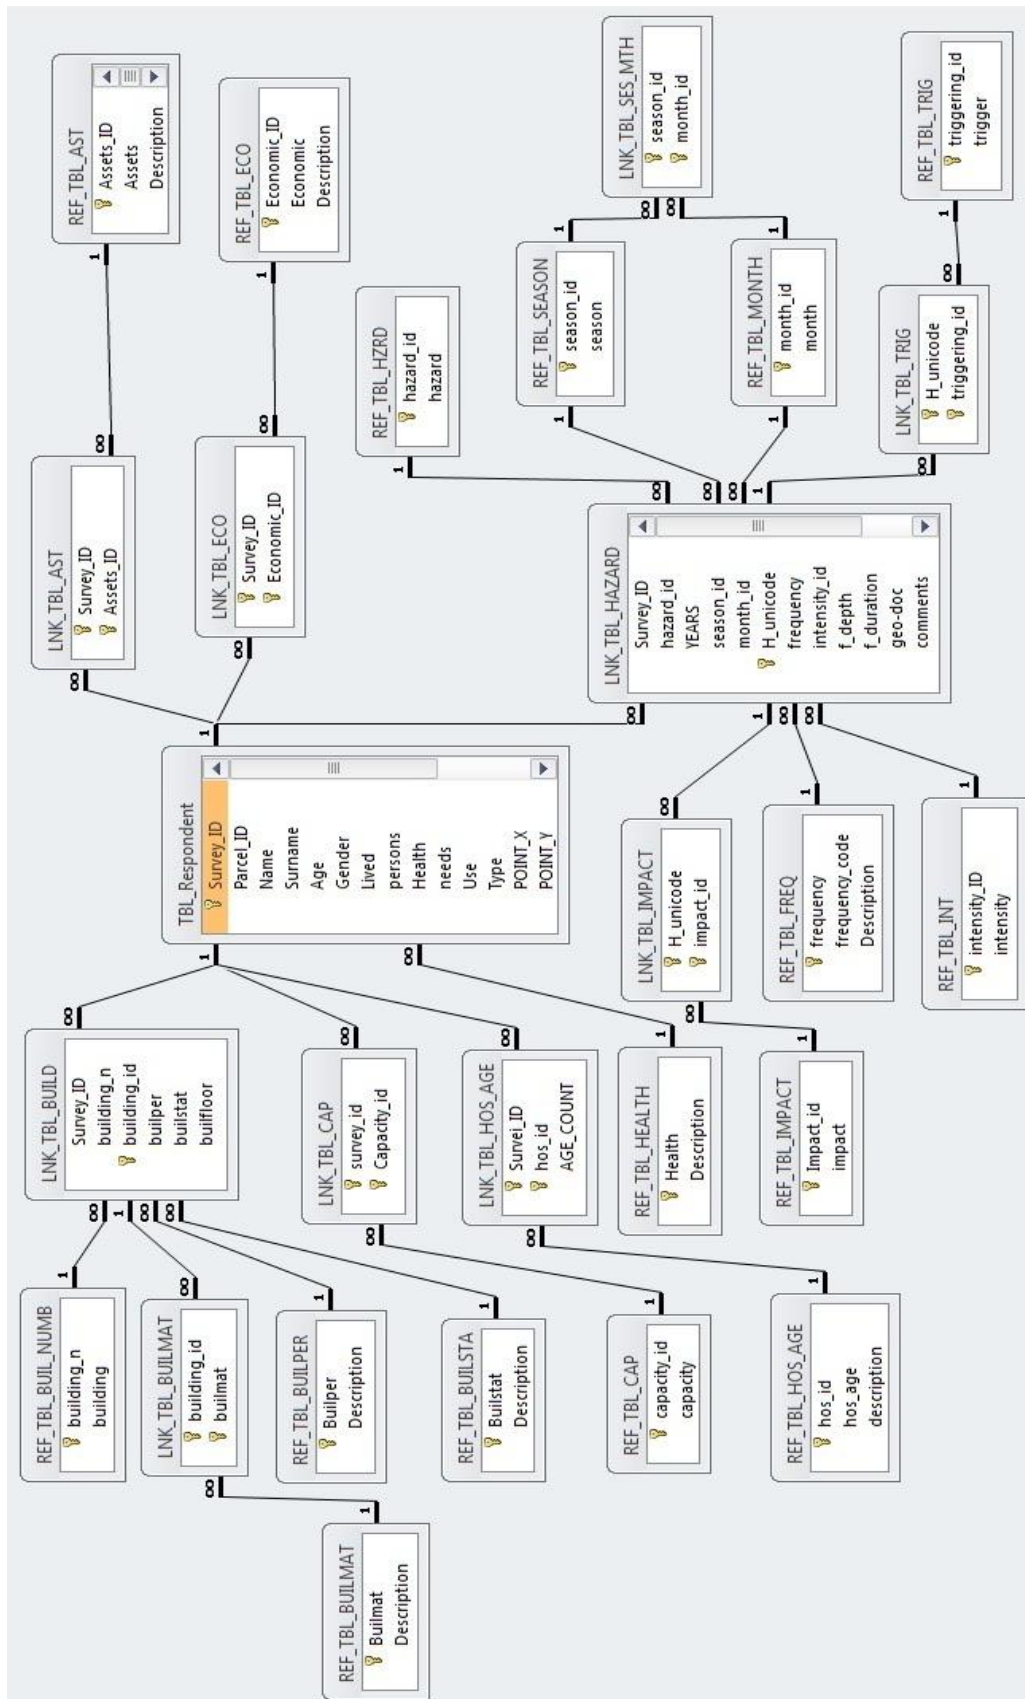 REF_TBL_BUILMAT
Builmat
Description
REF_TBL_BUIL_NUMB
building_n
building
LNK_TBL_BUILMAT
building_id
builmat
REF_TBL_BUILPER
Builper
Description
REF_TBL_BUILSTA
Builstat
Description
REF_TBL_CAP
capacity_id
capacity
REF_TBL_HOS_AGE
hos_id
hos_age
description
LNK_TBL_BUILD
Survey_ID
building_n
building_id
builper
builstat
builfloor
LNK_TBL_CAP
survey_id
Capacity_id
LNK_TBL_HOS_AGE
Survei_ID
hos_id
AGE_COUNT
REF_TBL_HEALTH
Health
Description
REF_TBL_IMPACT
Impact_id
impact
TBL_Respondent
Survey_ID
Parcel_ID
Name
Surname
Age
Gender
Lived
persons
Health
needs
Use
Type
POINT_X
POINT_Y
LNK_TBL_IMPACT
H_unicode
impact_id
REF_TBL_FREQ
frequency
frequency_code
Description
REF_TBL_INT
intensity_ID
intensity
LNK_TBL_AST
Survey_ID
Assets_ID
LNK_TBL_ECO
Survey_ID
Economic_ID
LNK_TBL_HAZARD
Survey_ID
hazard_id
YEARS
season_id
month_id
H_unicode
frequency
intensity_id
f_depth
f_duration
geo-doc
comments
REF_TBL_AST
Assets_ID
Assets
Description
REF_TBL_ECO
Economic_ID
Economic
Description
REF_TBL_HZRD
hazard_id
hazard
REF_TBL_SEASON
season_id
season
REF_TBL_MONTH
month_id
month
LNK_TBL_TRIG
H_unicode
triggering_id
LNK_TBL_SES_MTH
season_id
month_id
REF_TBL_TRIG
triggering_id
trigger